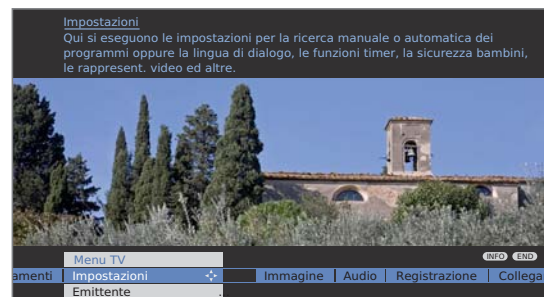 Impostazioni
Qui si eseguono le impostazioni per la ricerca manuale o automatica dei
programmi oppure la lingua di dialogo, le funzioni timer, la sicurezza bambini,
le rappresent. video ed altre.
Menu TV
INFO END
amenti Impostazioni Immagine Audio Registrazione Collega
Emittente